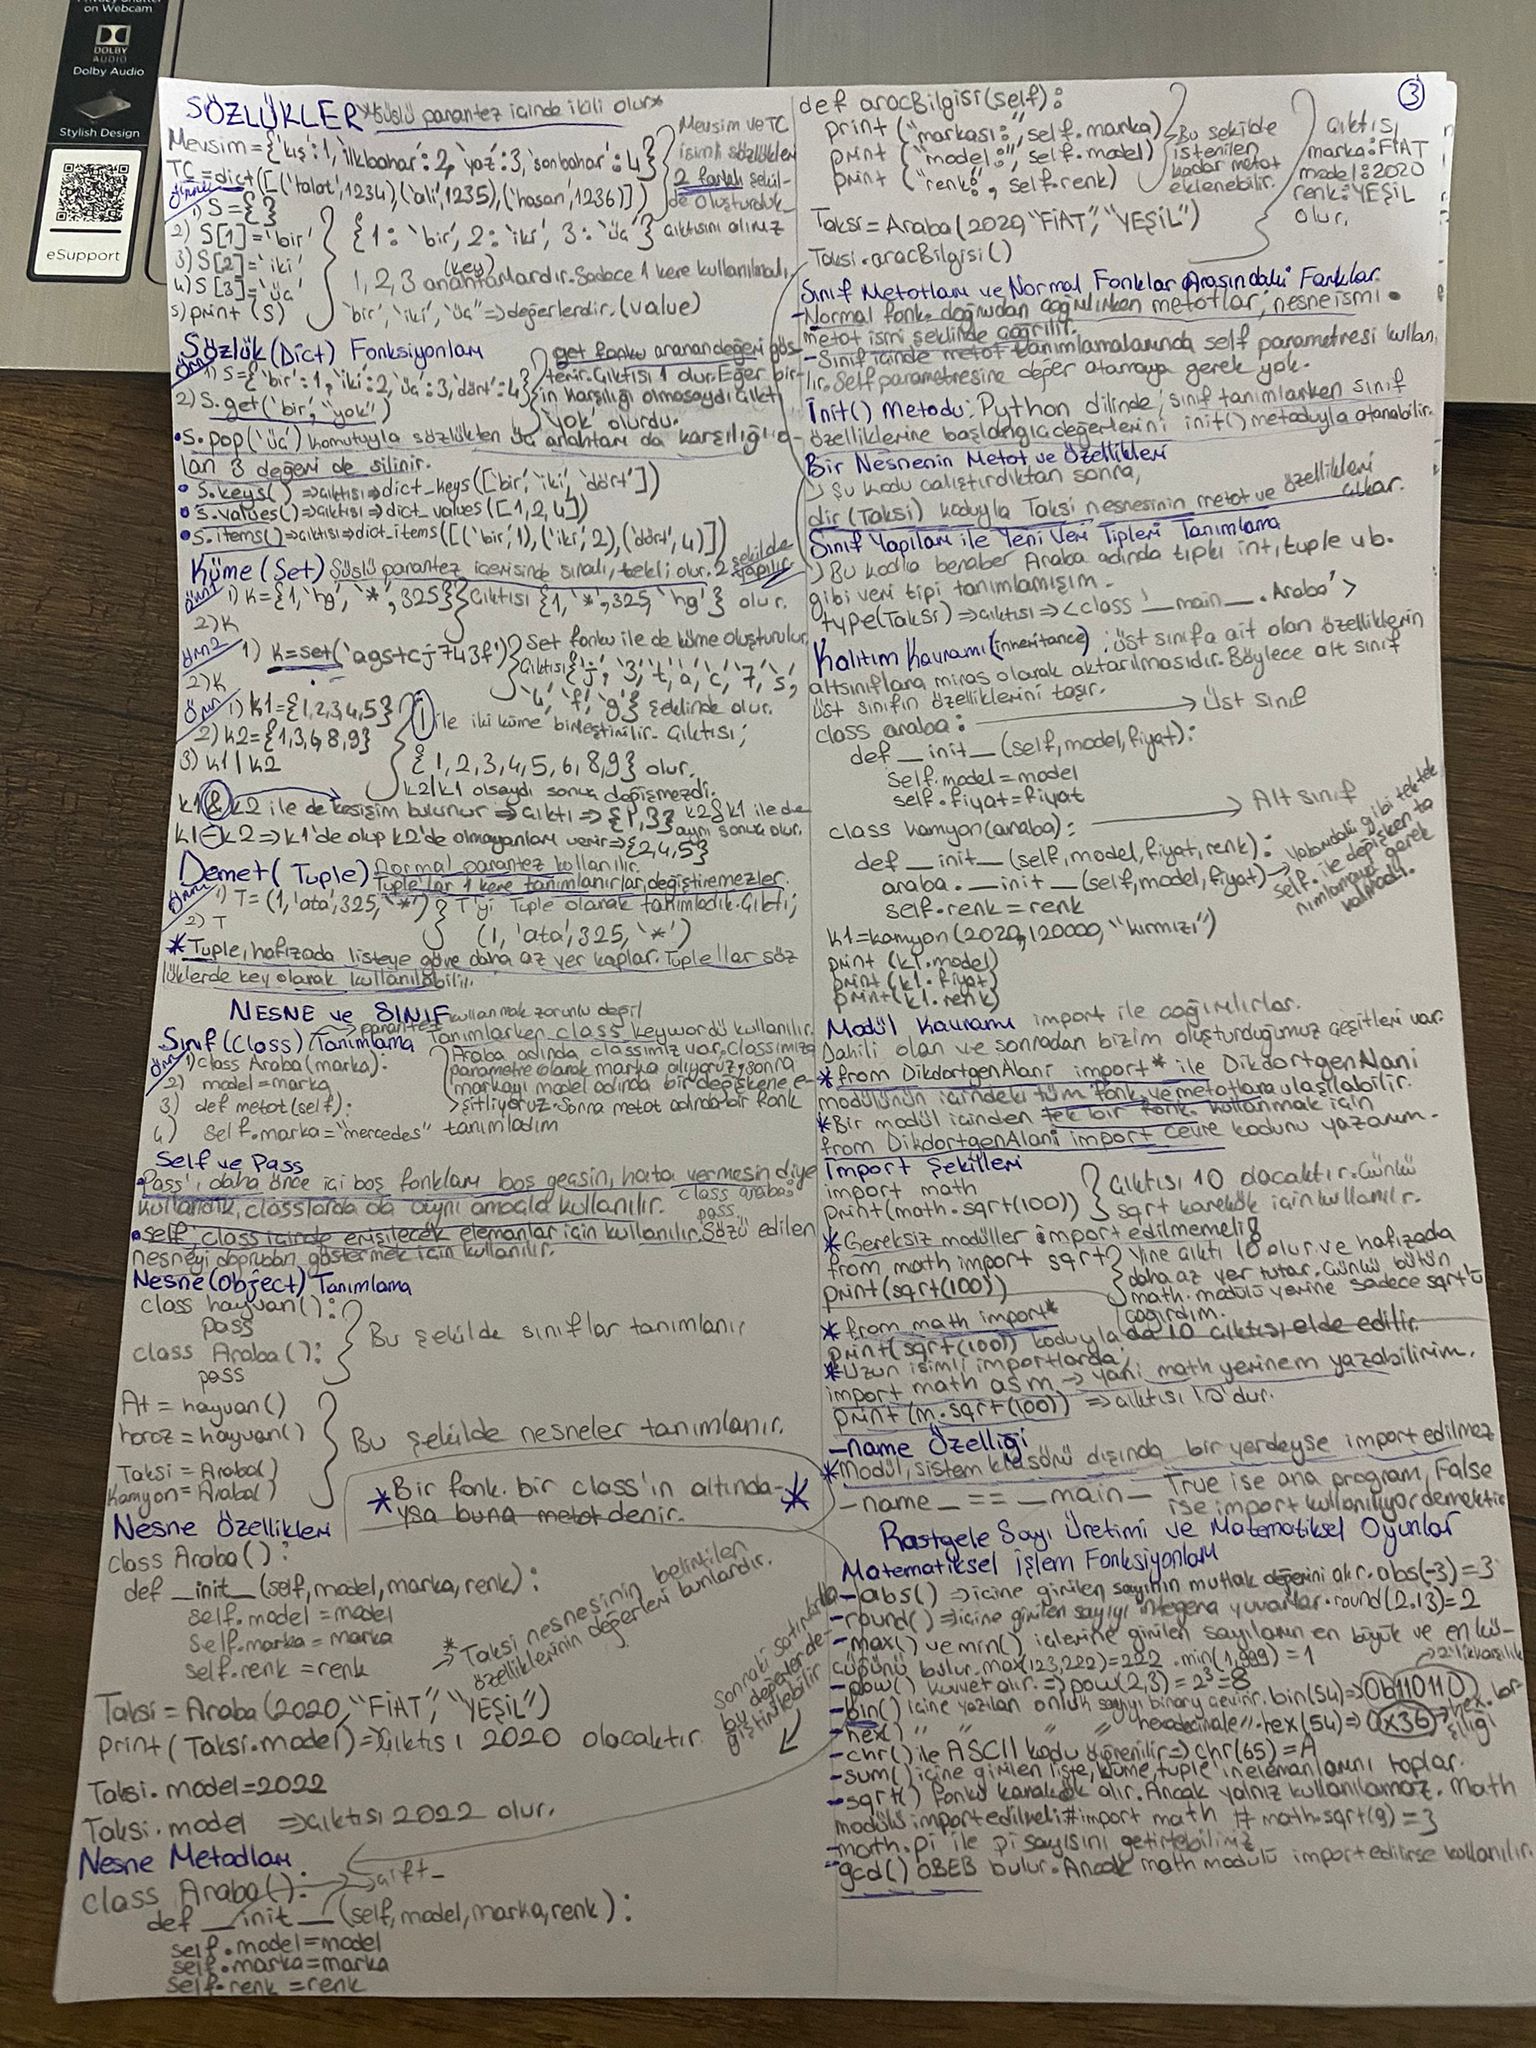 on Webcam
DOLBY
AUDIO
Dolby Audio
Stylish Design
eSupport
3
SÖZLÜKLER *Süslü parantez içinde ikili olur*
Mevsim={'kış':1,'ilkbahar':2,'yaz':3,'sonbahar':4}
TC=dict([('talat',1234),('ali',1235),('hasan,1236)])
Mevsim ve TC
isimli sözlükleri
2 farklı şekil-
de oluşturduk.
Örnek
1) S={ }
2) S[1]='bir'
3) S[2]='iki'
4) S[3]='üç'
5) print (S)
{1: 'bir', 2: 'iki', 3: 'üç'} çıktısını alırız
(key)
1, 2, 3 anahtarlardır. Sadece 1 kere kullanılmalı.
'bir','iki','üç'=>değerlerdir. (value)
Sözlük (Dict) Fonksiyonları
Örn
1) S={'bir':1,'iki':2,'üç':3,'dört':4}
2) S.get('bir',"yok")
get fonku aranan değeri gös-
terir. Çıktısı 1 olur. Eğer bir-
in karşılığı olmasaydı çıktı
'yok' olurdu.
•S.pop('üç') komutuyla sözlükten üç anahtarı da karşılığı o-
lan 3 değeri de silinir.
• S.keys() =>çıktısı=>dict_keys(['bir','iki','dört'])
• S.values()=>çıktısı=>dict_values([1,2,4])
• S.items()=>çıktısı=>dict_items([('bir',1),('iki',2),('dört',4)])
Küme (Set) Süslü parantez içerisinde sıralı, tekli olur. 2 şekilde
yapılır.
Örn1
1) K={1,'hg','*',325}
2) K
Çıktısı {1,'*',325,'hg'} olur.
Örn2
1) K=set('agstcj743f')
2) K
Set fonku ile de küme oluşturulur
Çıktısı{'j','3','t','a','c','7','s',
'4','f','g'} şeklinde olur.
Örn
1) K1={1,2,3,4,5}
2) k2={1,3,6,8,9}
3) k1|k2
| ile iki küme birleştirilir. Çıktısı;
{1,2,3,4,5,6,8,9} olur.
k2|k1 olsaydı sonuç değişmezdi.
k1&k2 ile de kesişim bulunur => çıktı => {1,3} k2&k1 ile de
aynı sonuç olur.
k1-k2 => k1'de olup k2'de olmayanları verir=>{2,4,5}
Demet (Tuple) Normal parantez kullanılır.
Tuple'lar 1 kere tanımlanırlar, değiştiremezler.
Örnek
1) T=(1,'ata',325,'*')
2) T
T'yi Tuple olarak tanımladık. Çıktı;
(1, 'ata',325,'*')
*Tuple, hafızada listeye göre daha az yer kaplar. Tuple'lar söz
lüklerde key olarak kullanılabilir.
NESNE ve SINIF
kullanmak zorunlu değil
parantez
Sınıf (Class) Tanımlama Tanımlarken class keywordü kullanılır.
Örn
1) class Araba(marka):
2) model=marka
3) def metot(self):
4) self.marka="mercedes"
Araba adında classımız var. Classımıza
parametre olarak marka alıyoruz, sonra
markayı model adında bir değişkene e-
şitliyoruz. Sonra metot adında bir fonk
tanımladım
Self ve Pass
•'Pass', daha önce içi boş fonkları boş geçsin, hata vermesin diye
kullandık, classlarda da aynı amaçla kullanılır.
class araba:
pass
•self; class içinde erişilecek elemanlar için kullanılır. Sözü edilen
nesneyi doğrudan göstermek için kullanılır.
Nesne (Object) Tanımlama
class hayvan():
pass
class Araba():
pass
Bu şekilde sınıflar tanımlanır
At = hayvan()
horoz = hayvan()
Taksi = Araba()
Kamyon = Araba()
Bu şekilde nesneler tanımlanır.
*Bir fonk. bir class'ın altında-*
ysa buna metot denir.
Nesne Özellikleri
class Araba():
def __init__(self,model,marka,renk):
self.model=model
self.marka=marka
self.renk=renk
* Taksi nesnesinin belirtilen
özelliklerinin değerleri bunlardır.
Taksi = Araba(2020,"FİAT","YEŞİL")
print(Taksi.model)=>Çıktısı 2020 olacaktır.
Sonraki satırlarda
bu değerler de-
ğiştirilebilir
Taksi.model=2022
Taksi.model =>çıktısı 2022 olur.
Nesne Metodları
class Araba():
çift _
def __init__(self,model,marka,renk):
self.model=model
self.marka=marka
self.renk=renk
def aracBilgisi(self):
print("markası:",self.marka)
print("model:",self.model)
print("renk:",self.renk)
Bu şekilde
istenilen
kadar metot
eklenebilir.
Çıktısı,
marka:FİAT
model:2020
renk:YEŞİL
olur.
Taksi=Araba(2020,"FİAT","YEŞİL")
Taksi.aracBilgisi()
Sınıf Metotları ve Normal Fonklar Arasındaki Farklar
-Normal fonk. doğrudan çağrılırken metotlar, nesneismi.
metot ismi şeklinde çağrılır.
-Sınıf içinde metot tanımlamalarında self parametresi kullan.
lır. Self parametresine değer atamaya gerek yok.
İnit() Metodu: Python dilinde, sınıf tanımlarken sınıf
özelliklerine başlangıç değerlerini init() metoduyla atanabilir.
Bir Nesnenin Metot ve Özellikleri
Şu kodu çalıştırdıktan sonra,
dir(Taksi) koduyla Taksi nesnesinin metot ve özellikleri
çıkar.
Sınıf Yapıları ile Yeni Veri Tipleri Tanımlama
Bu kodla beraber Araba adında tıpkı int, tuple vb.
gibi veri tipi tanımlamışım.
type(Taksi)=>çıktısı=><class '__main__.Araba'>
Kalıtım Kavramı (inheritance): Üst sınıfa ait olan özelliklerin
altsınıflara miras olarak aktarılmasıdır. Böylece alt sınıf
üst sınıfın özelliklerini taşır.
class araba: → Üst sınıf
def __init__(self,model,fiyat):
self.model=model
self.fiyat=fiyat
class kamyon(araba): → Alt sınıf
def __init__(self,model,fiyat,renk):
araba.__init__(self,model,fiyat)
self.renk=renk
Yukarıdaki gibi tek tek
self. ile değişken ta
nımlamaya gerek
kalmadı.
k1=kamyon(2020,120000,"kırmızı")
print (k1.model)
print (k1.fiyat)
print(k1.renk)
Modül Kavramı import ile çağırılırlar.
Dahili olan ve sonradan bizim oluşturduğumuz çeşitleri var.
*from DikdortgenAlani import* ile DikdortgenAlani
modülünün içindeki tüm fonk. ve metotlara ulaşılabilir.
*Bir modül içinden tek bir fonk. kullanmak için
from DikdortgenAlani import cevre kodunu yazarım.
İmport Şekilleri
import math
print(math.sqrt(100))
Çıktısı 10 olacaktır. Çünkü
sqrt karekök için kullanılır.
*Gereksiz modüller import edilmemeli!
from math import sqrt
print(sqrt(100))
Yine çıktı 10 olur ve hafızada
daha az yer tutar. Çünkü bütün
math modülü yerine sadece sqrt'ü
çağırdım.
* from math import*
print(sqrt(100)) koduyla da 10 çıktısı elde edilir.
*Uzun isimli importlarda;
import math as m → yani math yerine m yazabilirim.
print (m.sqrt(100)) =>çıktısı 10'dur.
_name Özelliği
*Modül, sistem klasörü dışında bir yerdeyse import edilmez
_name_ == _main_ True ise ana program, False
ise import kullanılıyor demektir
Rastgele Sayı Üretimi ve Matematiksel Oyunlar
Matematiksel İşlem Fonksiyonları
-abs() =>içine girilen sayının mutlak değerini alır. abs(-3)=3
-round()=>içine girilen sayıyı integera yuvarlar. round(2.13)=2
-max() ve min() içlerine girilen sayıların en büyük ve en kü-
çüğünü bulur. max(123,222)=222 . min(1,999)=1
-pow() kuvvet alır. => pow(2,3)=2³=8
2'lik karşılık
-bin() içine yazılan onluk sayıyı binary çevirir. bin(54)=>0b110110
-hex() " " " " hexadecimale ". hex(54)=>0x36→hex. kar
şılığı
-chr() ile ASCII kodu öğrenilir=>chr(65)=A
-sum() içine girilen liste, küme, tuple'ın elemanlarını toplar.
-sqrt() fonku karekök alır. Ancak yalnız kullanılamaz. Math
modülü import edilmeli#import math # math.sqrt(9)=3
-math.pi ile pi sayısını getirtebiliriz
-gcd() OBEB bulur. Ancak math modülü import edilirse kullanılır.